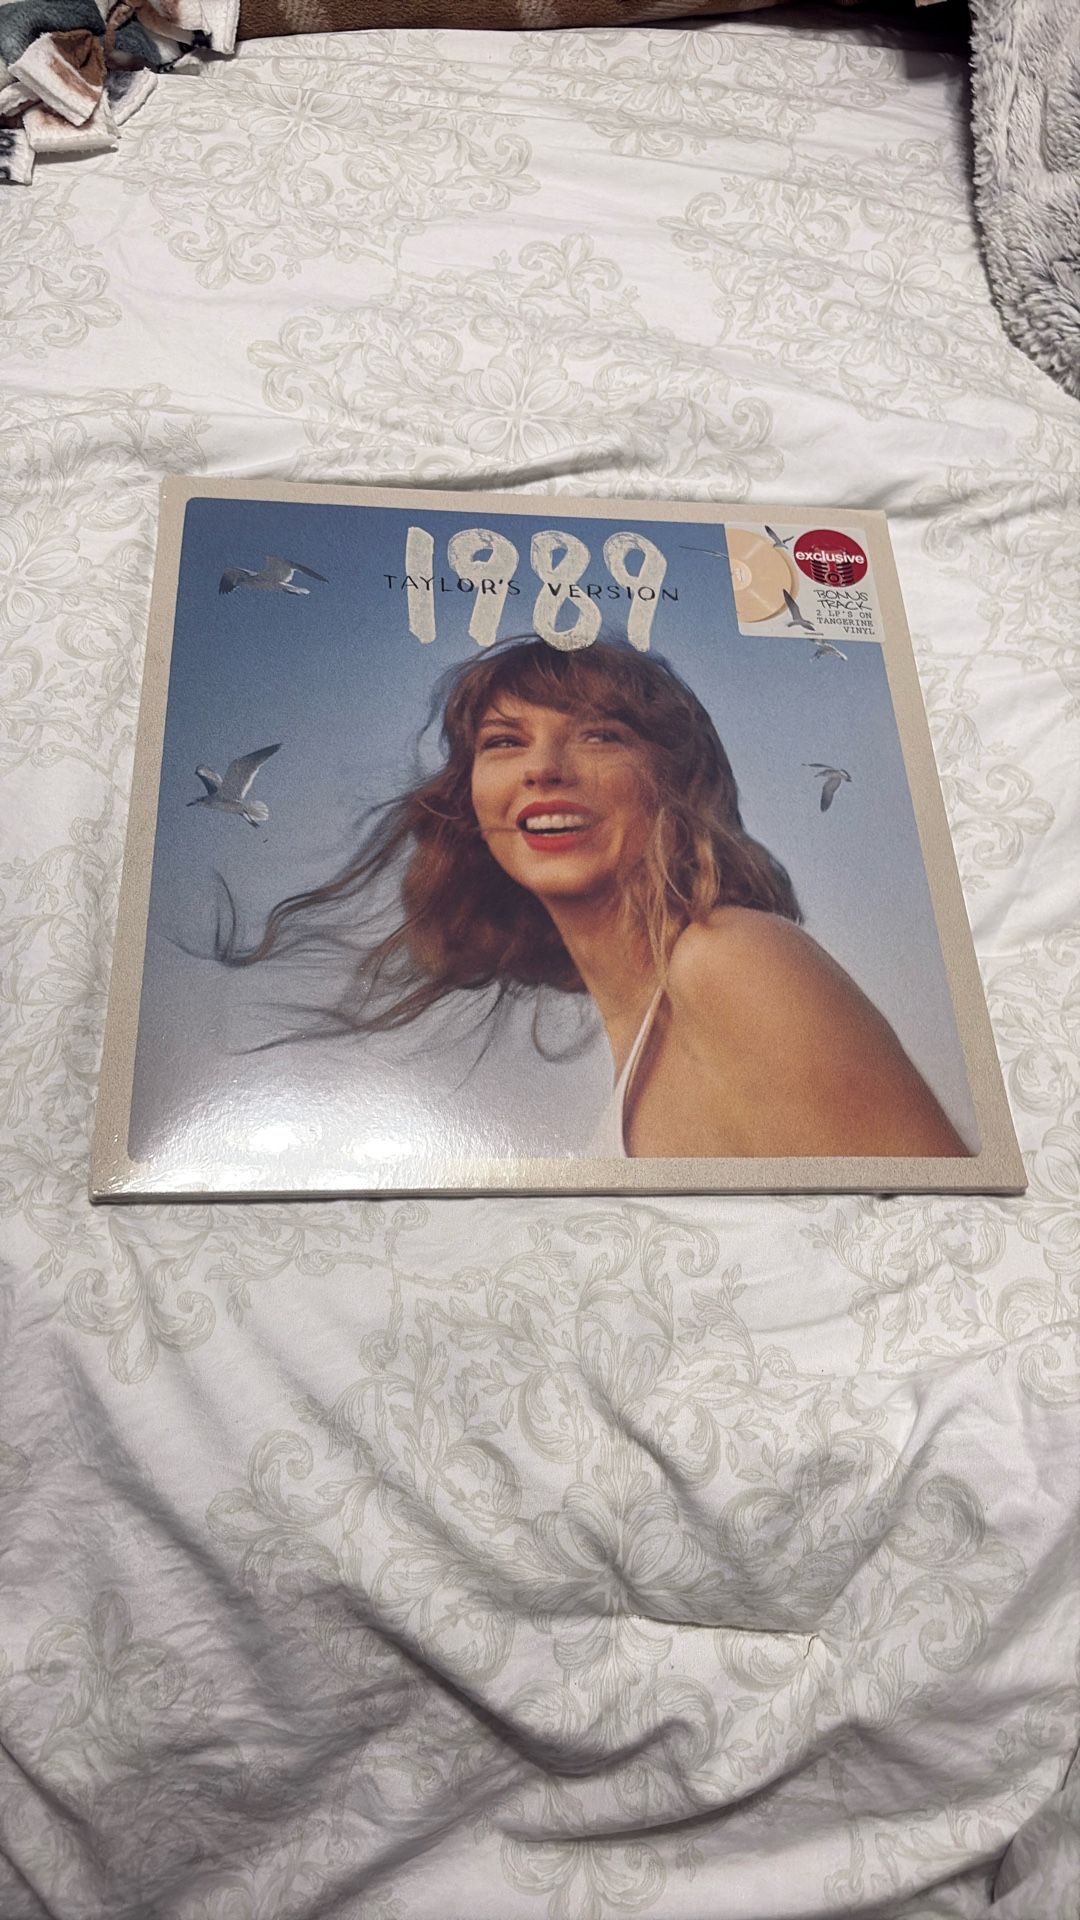 1989
TAYLOR'S VERSION
exclusive
BONUS
TRACK
2 LP'S ON
TANGERINE
VINYL